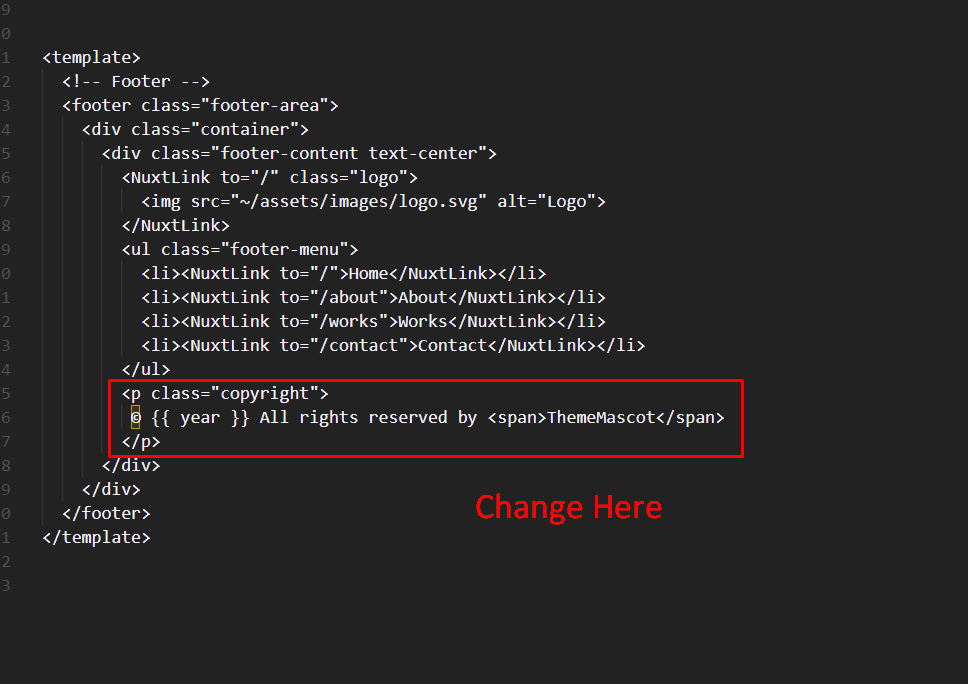 9
0
1 <template>
2 <!-- Footer -->
3 <footer class="footer-area">
4 <div class="container">
5 <div class="footer-content text-center">
6 <NuxtLink to="/" class="logo">
7 <img src="~/assets/images/logo.svg" alt="Logo">
8 </NuxtLink>
9 <ul class="footer-menu">
0 <li><NuxtLink to="/">Home</NuxtLink></li>
1 <li><NuxtLink to="/about">About</NuxtLink></li>
2 <li><NuxtLink to="/works">Works</NuxtLink></li>
3 <li><NuxtLink to="/contact">Contact</NuxtLink></li>
4 </ul>
5 <p class="copyright">
6 © {{ year }} All rights reserved by <span>ThemeMascot</span>
7 </p>
8 </div>
9 </div>
Change Here
0 </footer>
1 </template>
2
3